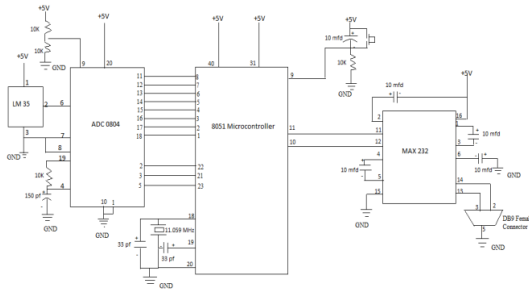 +5V
+5V
+5V
+5V
+5V
10K
10K
GND
9
20
40
31
9
10 mfd
10K
GND
+5V
+5V
1
LM 35
2
6
ADC 0804
11
12
13
14
15
16
17
18
8
7
6
5
4
3
2
1
8051 Microcontroller
10 mfd
2
16
10 mfd
11
10
11
12
MAX 232
3
GND
7
8
19
10K
4
150 pf
GND
2
3
5
22
21
23
4
5
10 mfd
6
10 mfd
GND
14
13
15
GND
3
2
5
DB9 Female
Connector
GND
10
1
GND
18
11.059 MHz
19
33 pf
33 pf
20
GND